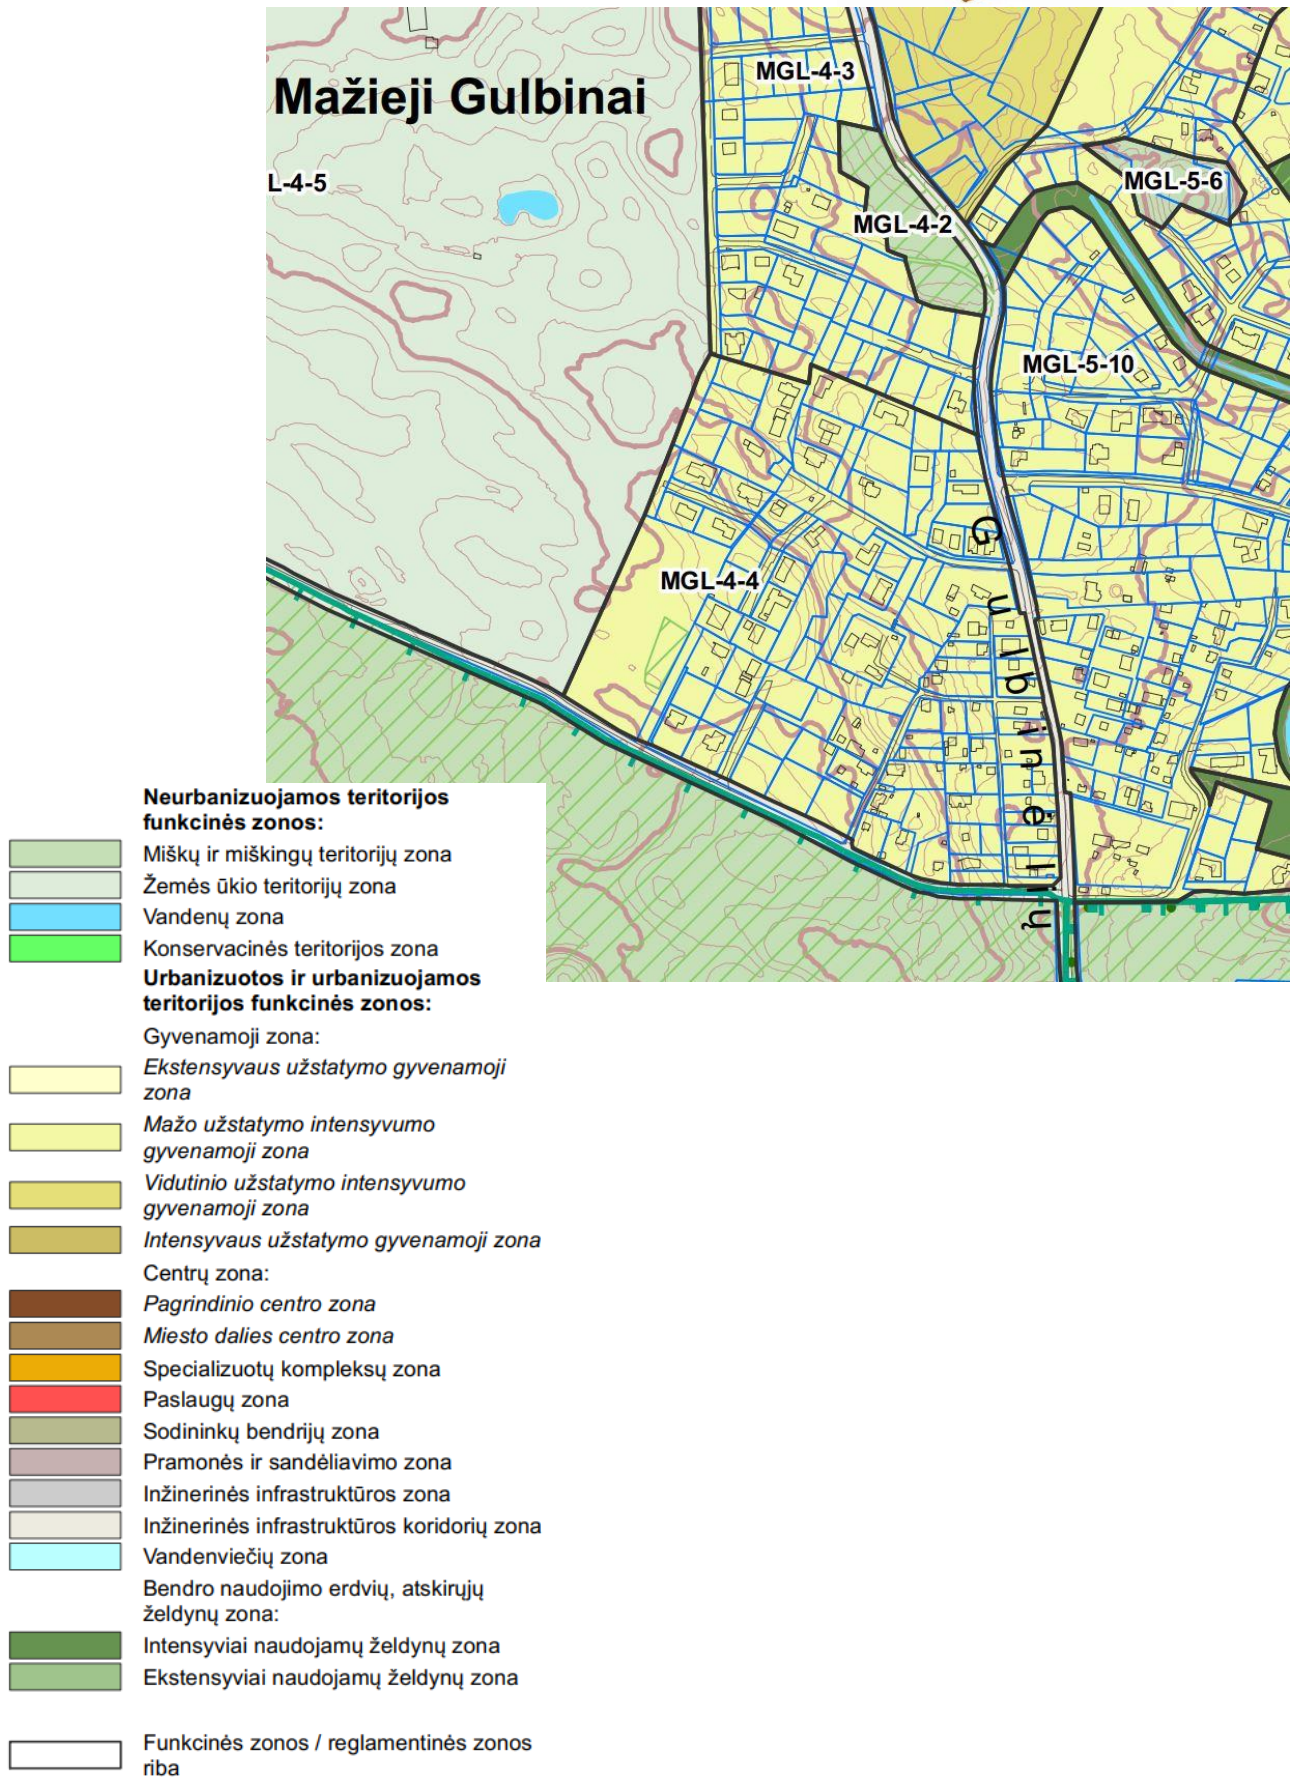 Mažieji Gulbinai
MGL-4-3
L-4-5
MGL-5-6
MGL-4-2
MGL-5-10
MGL-4-4
Gulbinėlių
Neurbanizuojamos teritorijos
funkcinės zonos:
Miškų ir miškingų teritorijų zona
Žemės ūkio teritorijų zona
Vandenų zona
Konservacinės teritorijos zona
Urbanizuotos ir urbanizuojamos
teritorijos funkcinės zonos:
Gyvenamoji zona:
Ekstensyvaus užstatymo gyvenamoji
zona
Mažo užstatymo intensyvumo
gyvenamoji zona
Vidutinio užstatymo intensyvumo
gyvenamoji zona
Intensyvaus užstatymo gyvenamoji zona
Centrų zona:
Pagrindinio centro zona
Miesto dalies centro zona
Specializuotų kompleksų zona
Paslaugų zona
Sodininkų bendrijų zona
Pramonės ir sandėliavimo zona
Inžinerinės infrastruktūros zona
Inžinerinės infrastruktūros koridorių zona
Vandenviečių zona
Bendro naudojimo erdvių, atskirųjų
želdynų zona:
Intensyviai naudojamų želdynų zona
Ekstensyviai naudojamų želdynų zona
Funkcinės zonos / reglamentinės zonos
riba